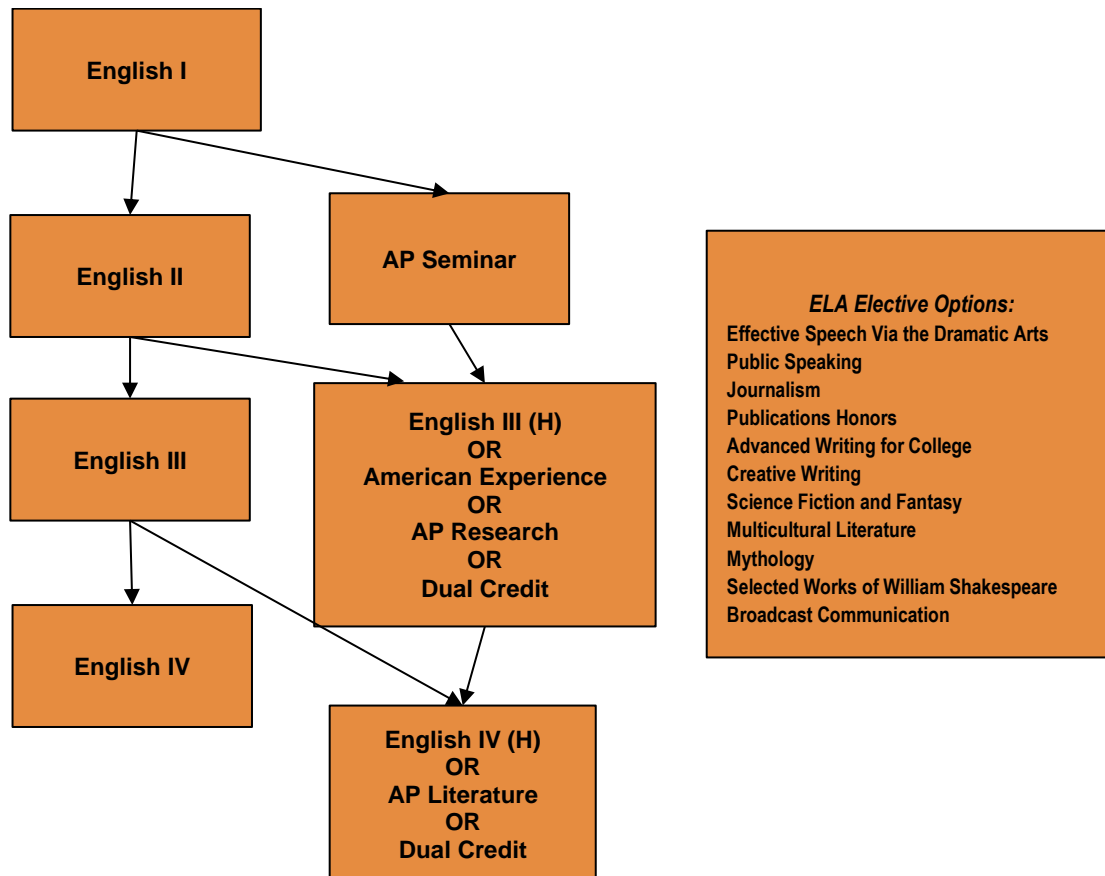 English I
English II
AP Seminar
English III
English III (H)
OR
American Experience
OR
AP Research
OR
Dual Credit
English IV
English IV (H)
OR
AP Literature
OR
Dual Credit
ELA Elective Options:
Effective Speech Via the Dramatic Arts
Public Speaking
Journalism
Publications Honors
Advanced Writing for College
Creative Writing
Science Fiction and Fantasy
Multicultural Literature
Mythology
Selected Works of William Shakespeare
Broadcast Communication